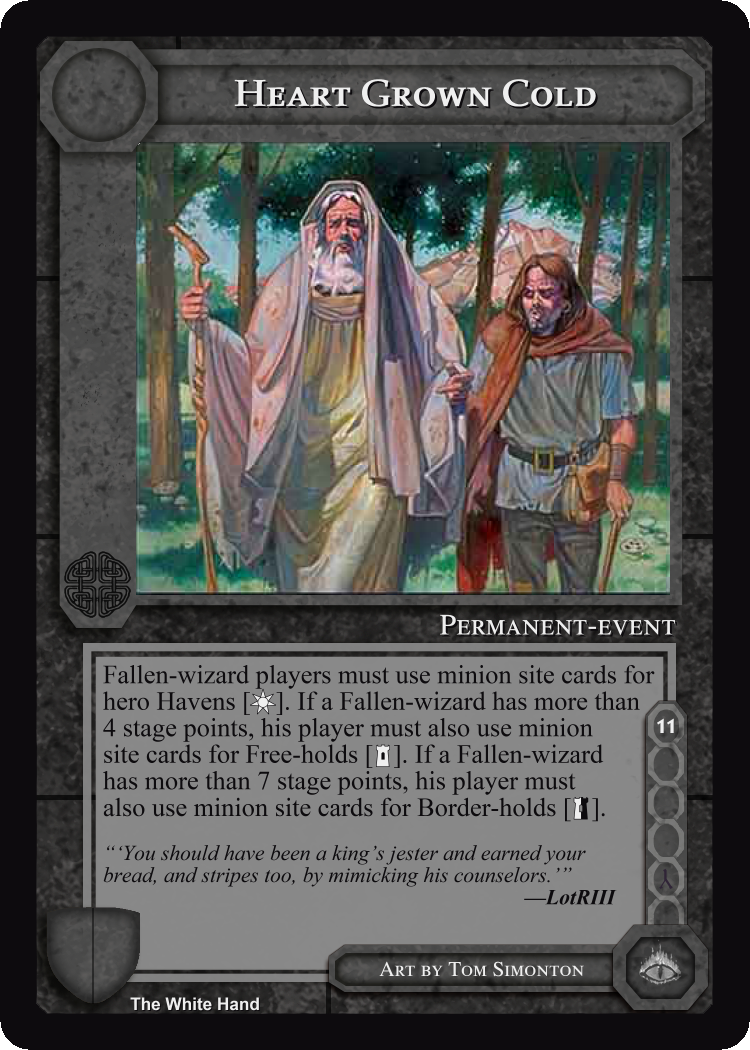 Heart Grown Cold
Permanent-event
Fallen-wizard players must use minion site cards for
hero Havens [ ]. If a Fallen-wizard has more than
4 stage points, his player must also use minion
site cards for Free-holds [ ]. If a Fallen-wizard
has more than 7 stage points, his player must
also use minion site cards for Border-holds [ ].
11
“‘You should have been a king’s jester and earned your
bread, and stripes too, by mimicking his counselors.’”
—LotRIII
Art by Tom Simonton
The White Hand